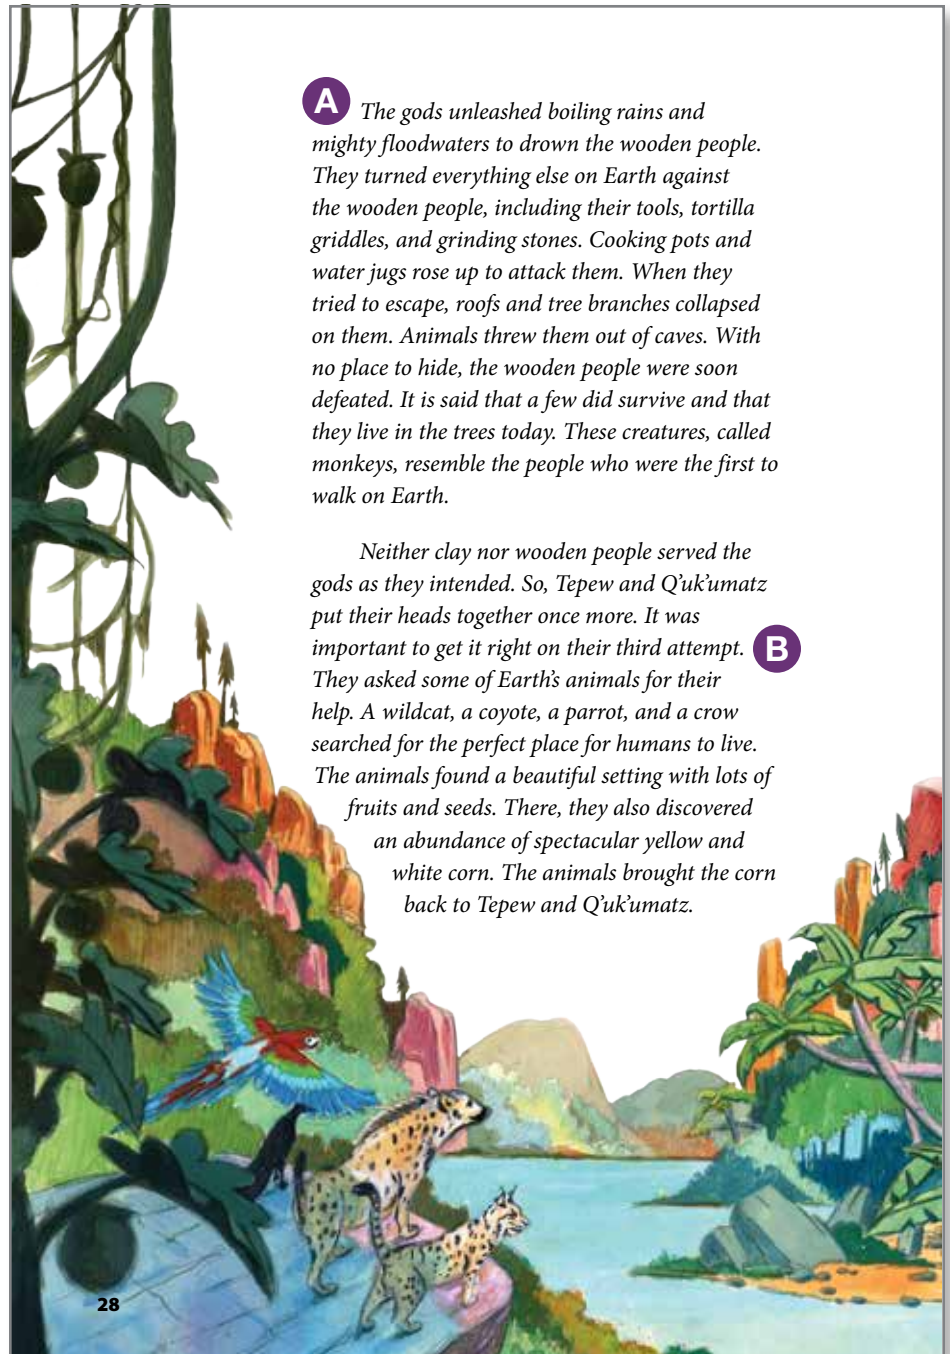 A
The gods unleashed boiling rains and
mighty floodwaters to drown the wooden people.
They turned everything else on Earth against
the wooden people, including their tools, tortilla
griddles, and grinding stones. Cooking pots and
water jugs rose up to attack them. When they
tried to escape, roofs and tree branches collapsed
on them. Animals threw them out of caves. With
no place to hide, the wooden people were soon
defeated. It is said that a few did survive and that
they live in the trees today. These creatures, called
monkeys, resemble the people who were the first to
walk on Earth.
Neither clay nor wooden people served the
gods as they intended. So, Tepew and Q’uk’umatz
put their heads together once more. It was
important to get it right on their third attempt.
B
They asked some of Earth’s animals for their
help. A wildcat, a coyote, a parrot, and a crow
searched for the perfect place for humans to live.
The animals found a beautiful setting with lots of
fruits and seeds. There, they also discovered
an abundance of spectacular yellow and
white corn. The animals brought the corn
back to Tepew and Q’uk’umatz.
28